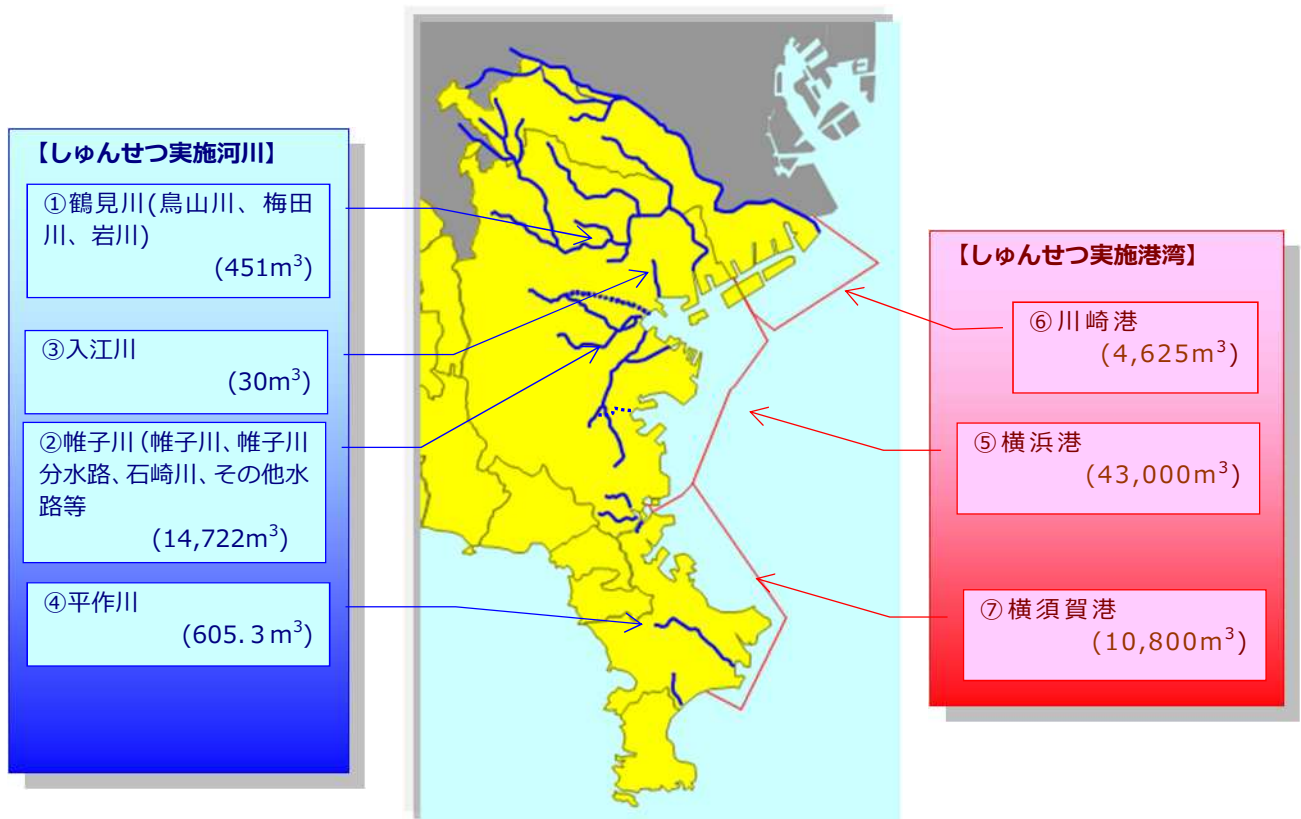 【しゅんせつ実施河川】
①鶴見川(鳥山川、梅田
川、岩川)
(451m³)
③入江川
(30m³)
②帷子川(帷子川、帷子川
分水路、石崎川、その他水
路等
(14,722m³)
④平作川
(605.3m³)
【しゅんせつ実施港湾】
⑥川崎港
(4,625m³)
⑤横浜港
(43,000m³)
⑦横須賀港
(10,800m³)